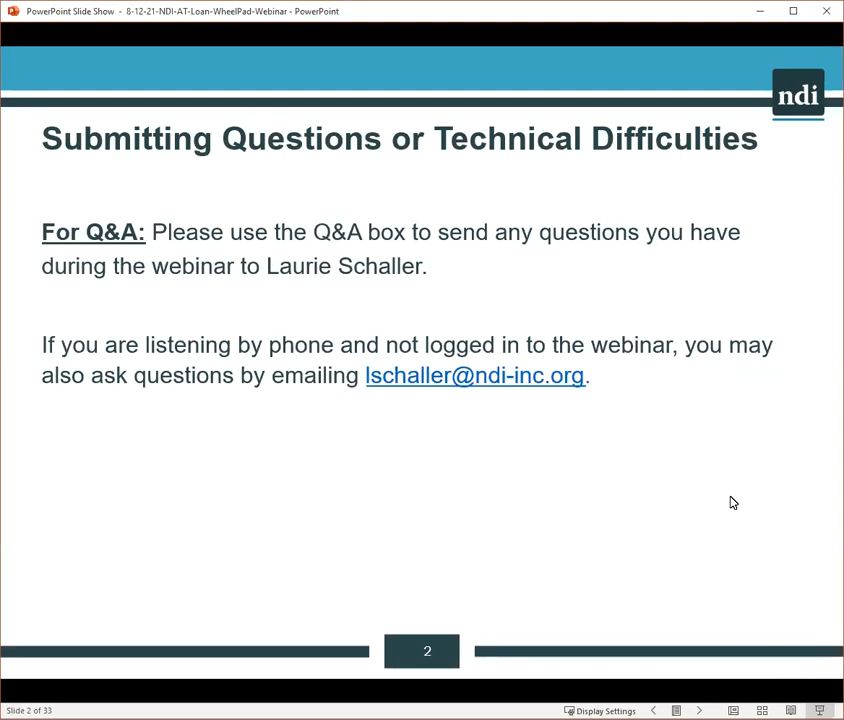 PowerPoint Slide Show - 8-12-21-NDI-AT-Loan-WheelPad-Webinar - PowerPoint
ndi
Submitting Questions or Technical Difficulties
For Q&A: Please use the Q&A box to send any questions you have
during the webinar to Laurie Schaller.
If you are listening by phone and not logged in to the webinar, you may
also ask questions by emailing lschaller@ndi-inc.org.
2
Slide 2 of 33
Display Settings